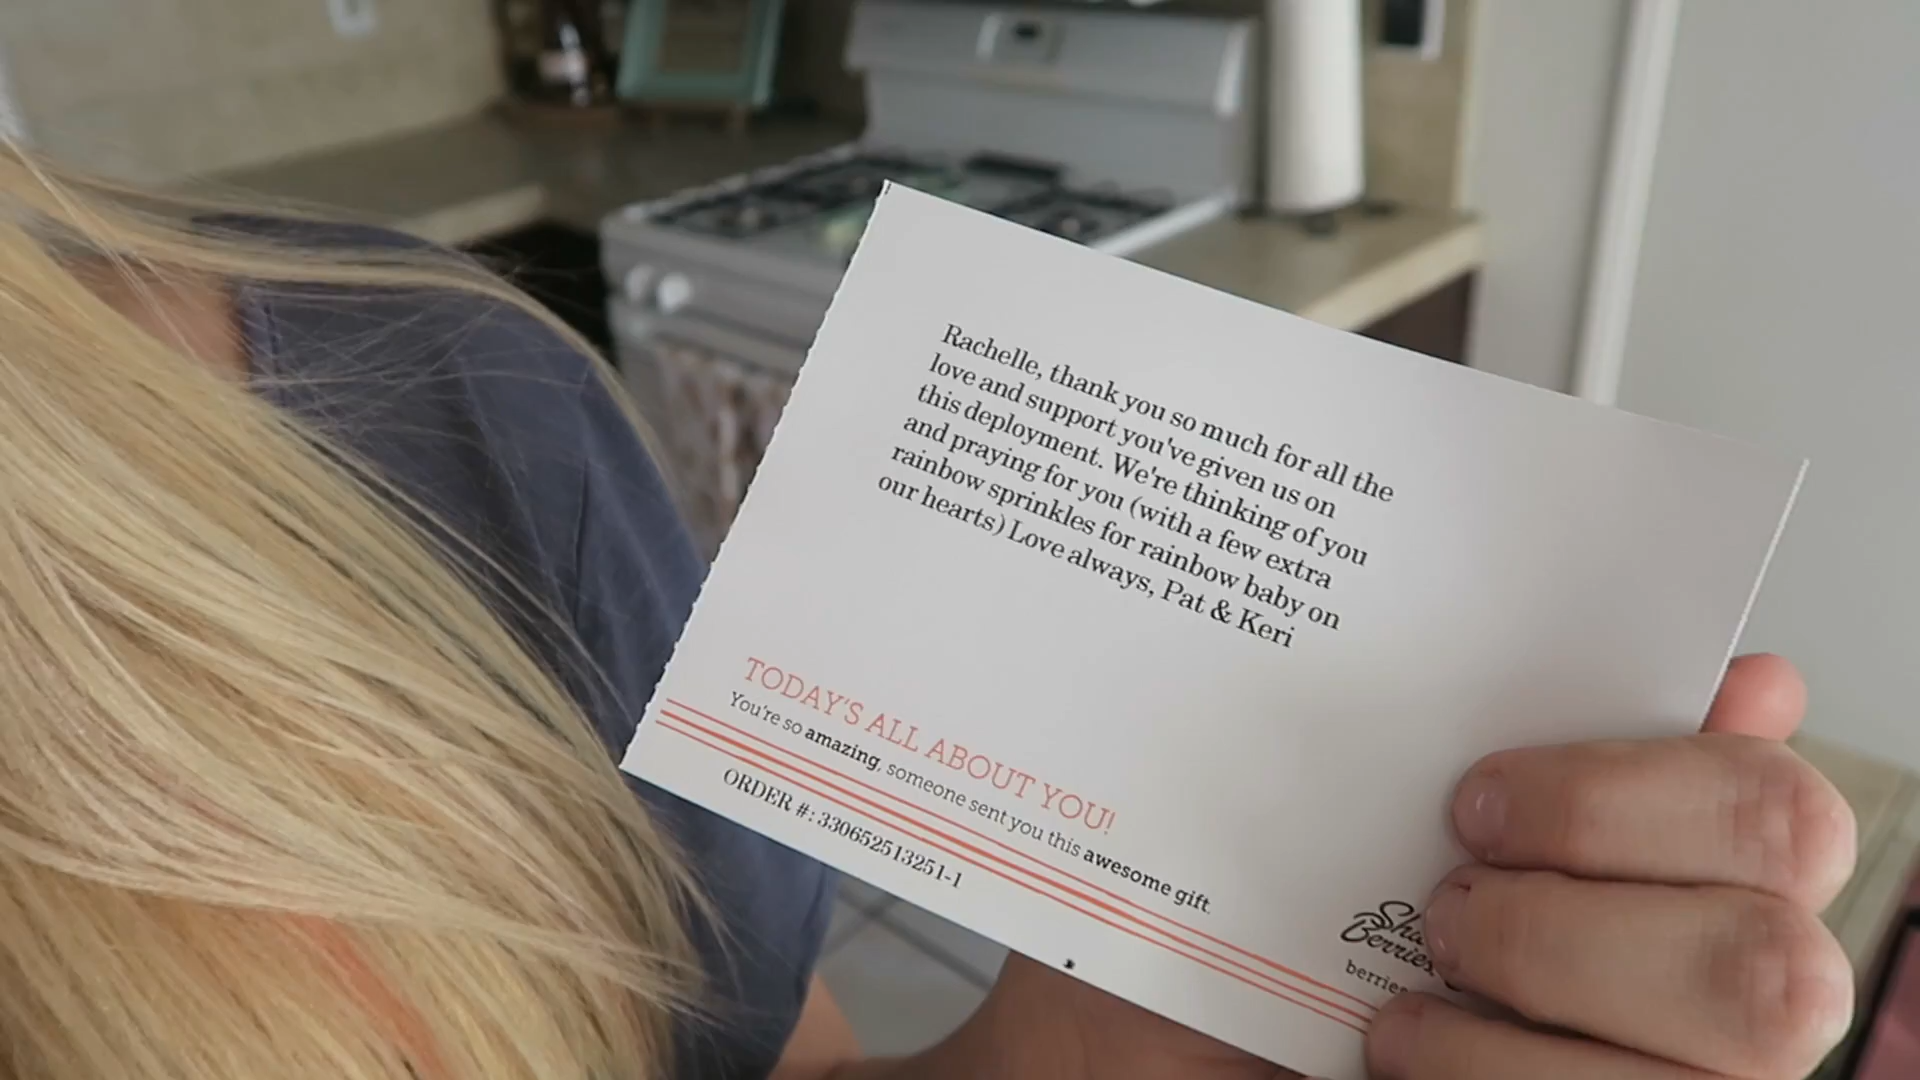 Rachelle, thank you so much for all the
love and support you've given us on
this deployment. We're thinking of you
and praying for you (with a few extra
rainbow sprinkles for rainbow baby on
our hearts) Love always, Pat & Keri
TODAY'S ALL ABOUT YOU!
You're so amazing, someone sent you this awesome gift.
ORDER #: 330652513251-1
Berries